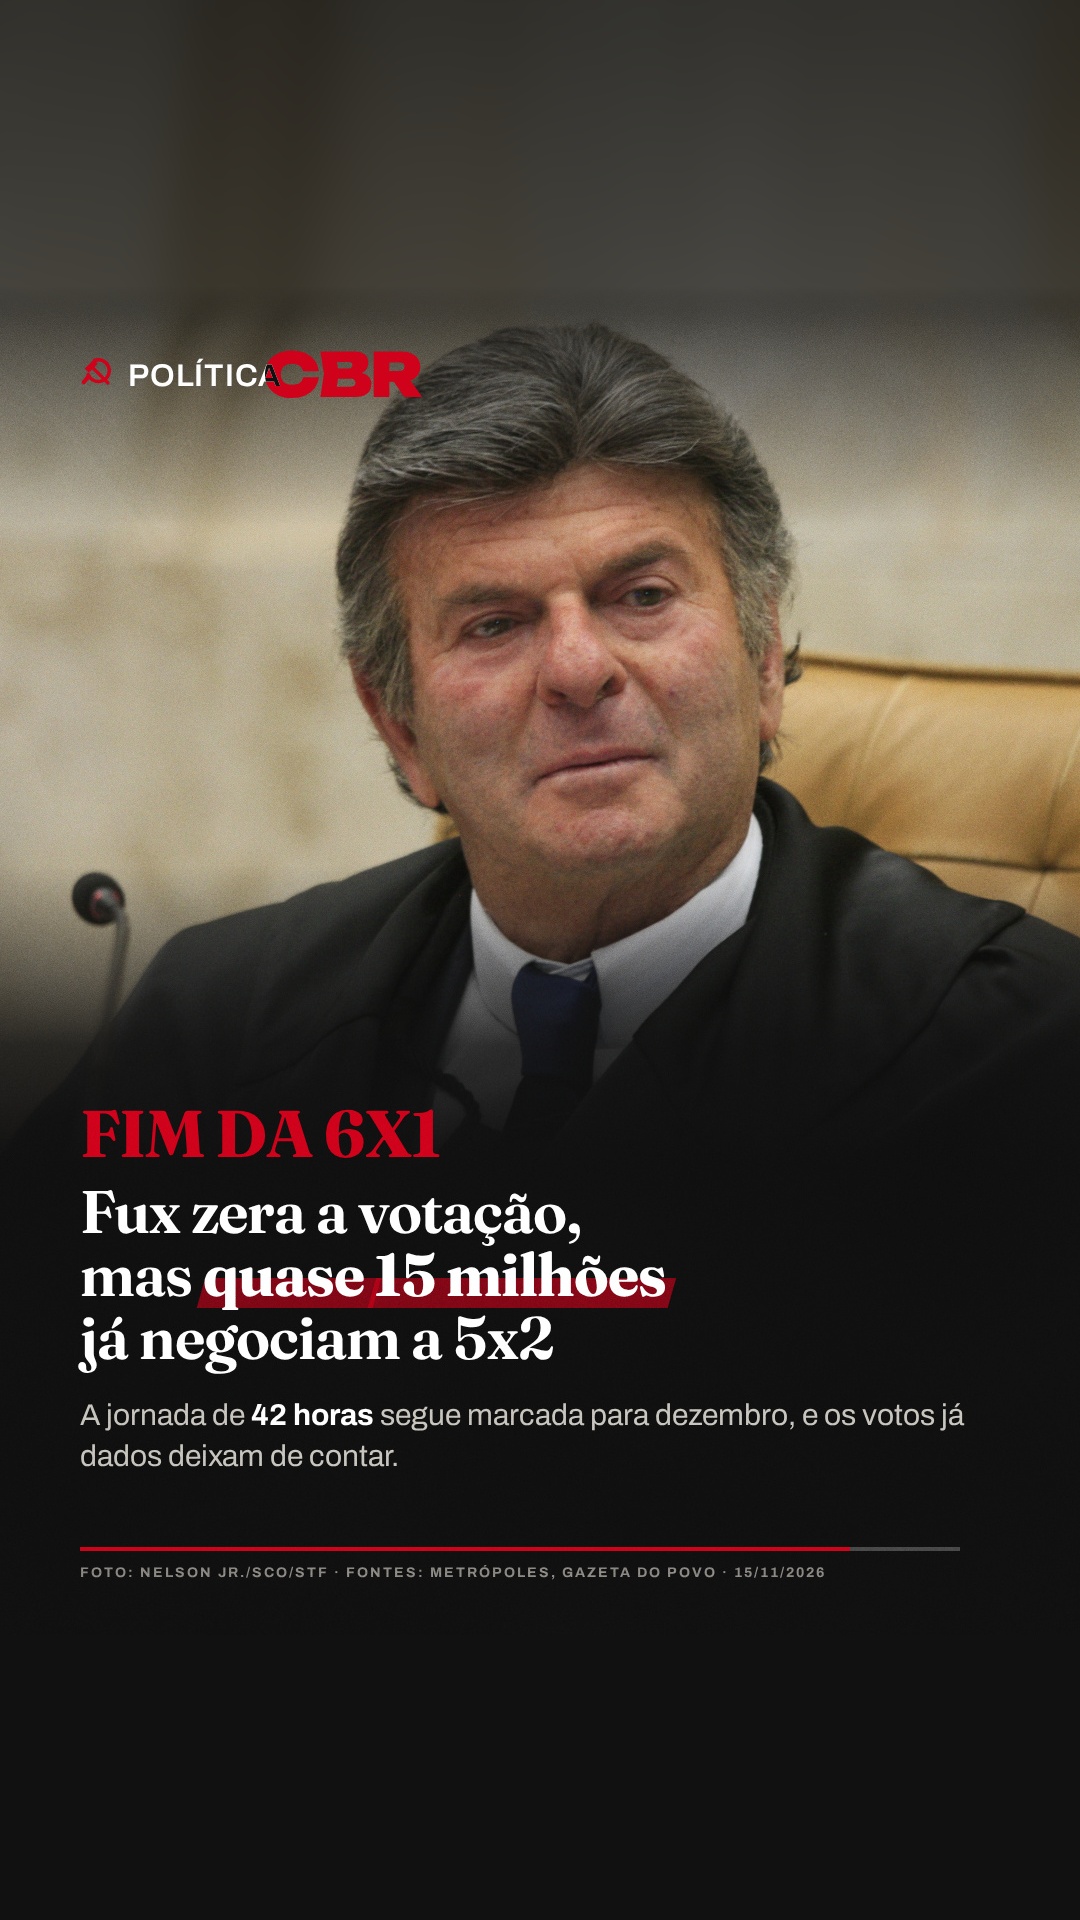 POLÍTICA CBR
FIM DA 6X1
Fux zera a votação,
mas quase 15 milhões
já negociam a 5x2
A jornada de 42 horas segue marcada para dezembro, e os votos já
dados deixam de contar.
FOTO: NELSON JR./SCO/STF · FONTES: METRÓPOLES, GAZETA DO POVO · 15/11/2026